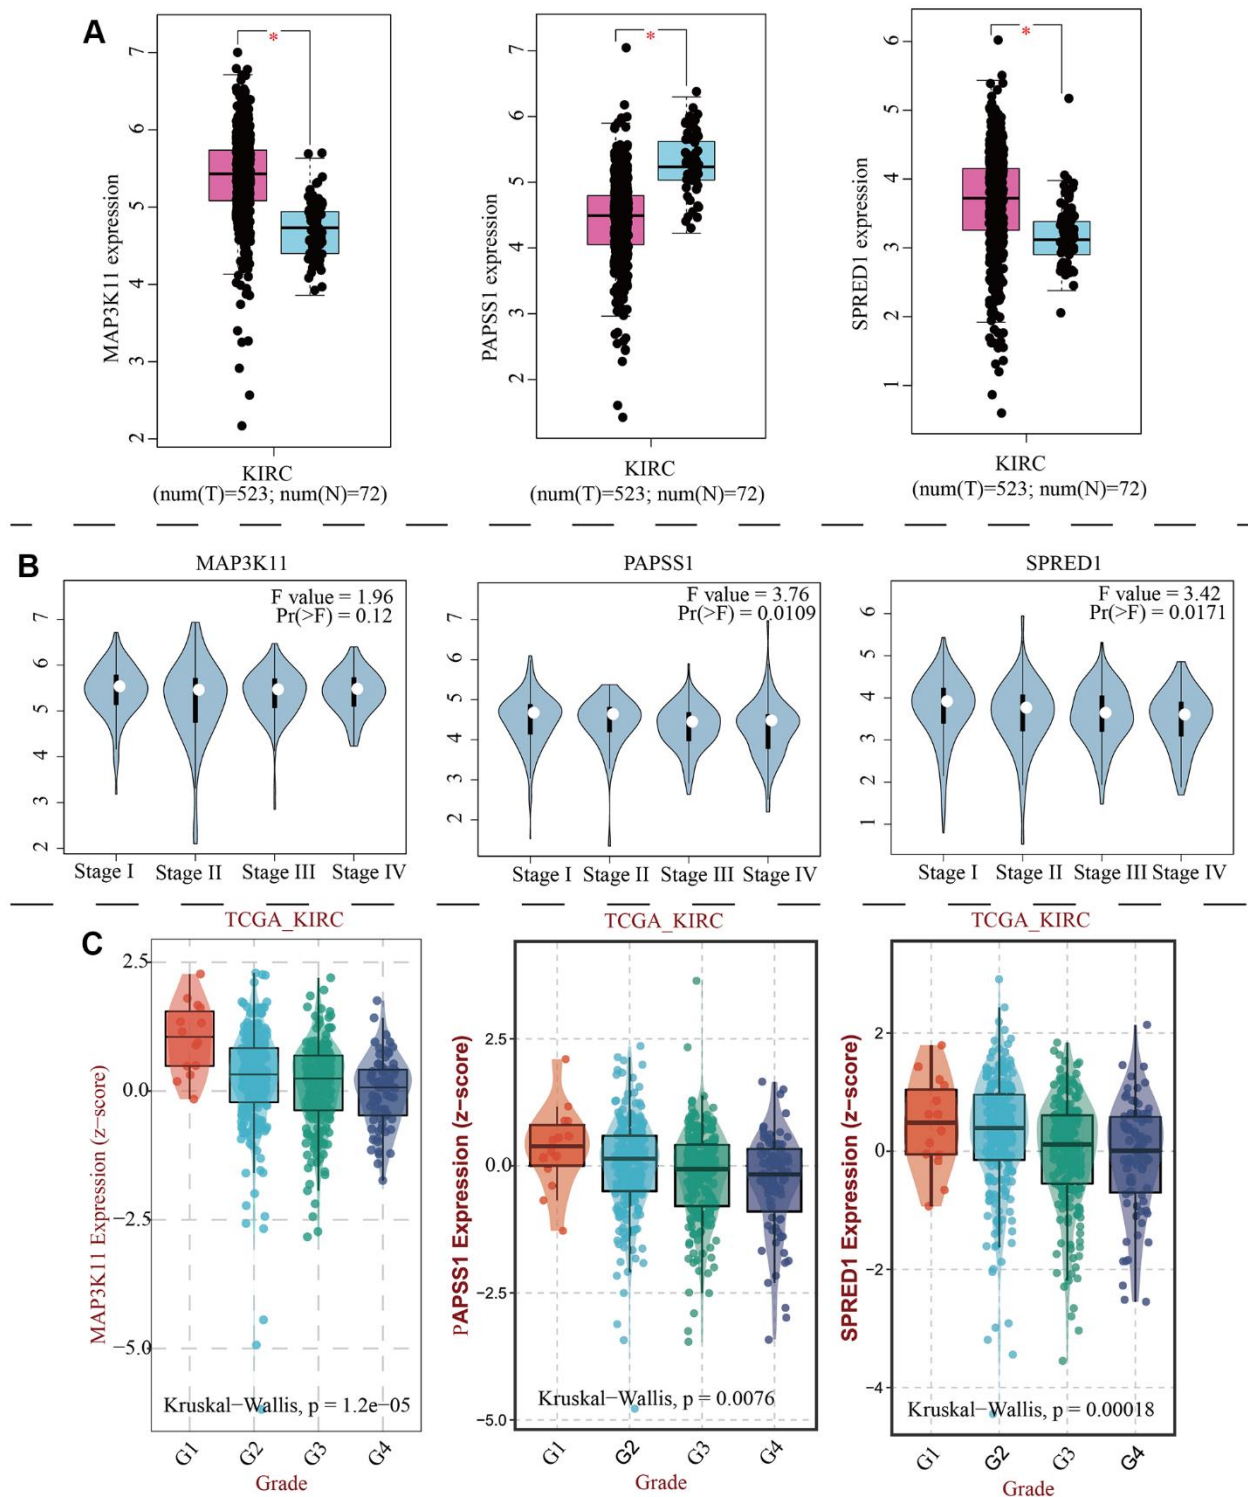 A
MAP3K11 expression
7
6
5
4
3
2
*
KIRC
(num(T)=523; num(N)=72)
PAPSS1 expression
7
6
5
4
3
2
*
KIRC
(num(T)=523; num(N)=72)
SPRED1 expression
6
5
4
3
2
1
*
KIRC
(num(T)=523; num(N)=72)
B
MAP3K11
F value = 1.96
Pr(>F) = 0.12
7
6
5
4
3
2
Stage I Stage II Stage III Stage IV
PAPSS1
F value = 3.76
Pr(>F) = 0.0109
7
6
5
4
3
2
Stage I Stage II Stage III Stage IV
SPRED1
F value = 3.42
Pr(>F) = 0.0171
6
5
4
3
2
1
Stage I Stage II Stage III Stage IV
C
TCGA_KIRC
MAP3K11 Expression (z−score)
2.5
0.0
−2.5
−5.0
Kruskal−Wallis, p = 1.2e−05
G1 G2 G3 G4
Grade
TCGA_KIRC
PAPSS1 Expression (z−score)
2.5
0.0
−2.5
−5.0
Kruskal−Wallis, p = 0.0076
G1 G2 G3 G4
Grade
TCGA_KIRC
SPRED1 Expression (z−score)
2
0
−2
−4
Kruskal−Wallis, p = 0.00018
G1 G2 G3 G4
Grade